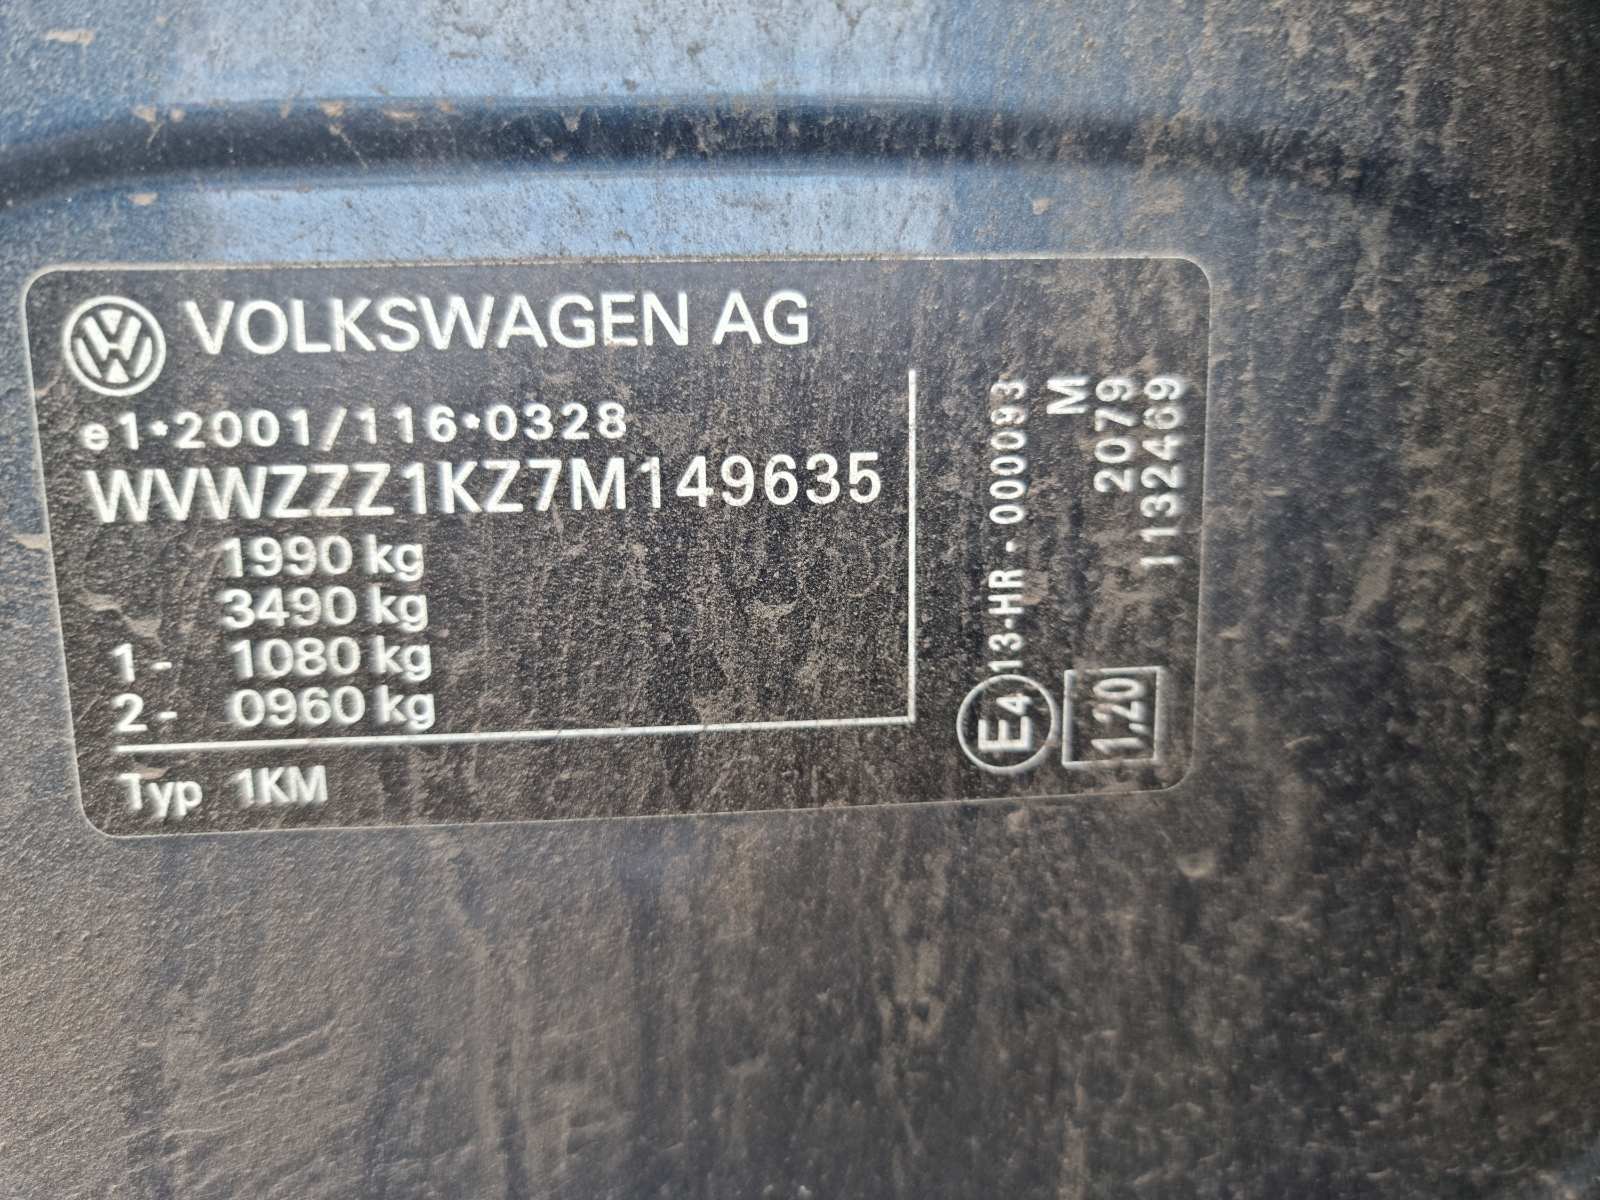 VOLKSWAGEN AG
e1*2001/116*0328
WVWZZZ1KZ7M149635
1990 kg
3490 kg
1- 1080 kg
2- 0960 kg
Typ 1KM
E4 13-HR - 000093
M
1,20 2079
1132469